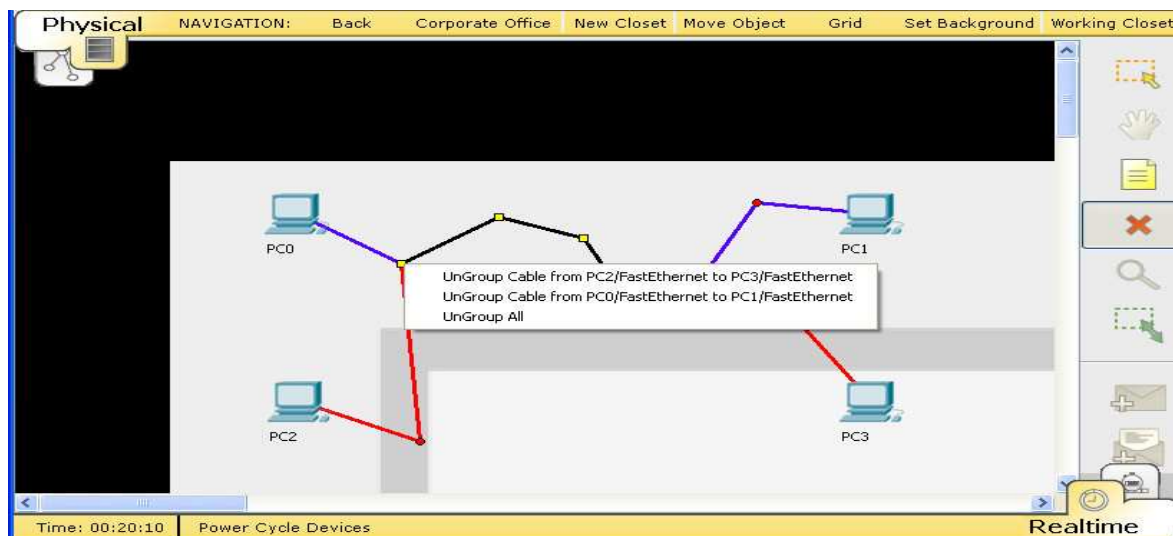 Physical NAVIGATION: Back Corporate Office New Closet Move Object Grid Set Background Working Closet
PC0
PC1
UnGroup Cable from PC2/FastEthernet to PC3/FastEthernet
UnGroup Cable from PC0/FastEthernet to PC1/FastEthernet
UnGroup All
PC2
PC3
Time: 00:20:10 Power Cycle Devices Realtime